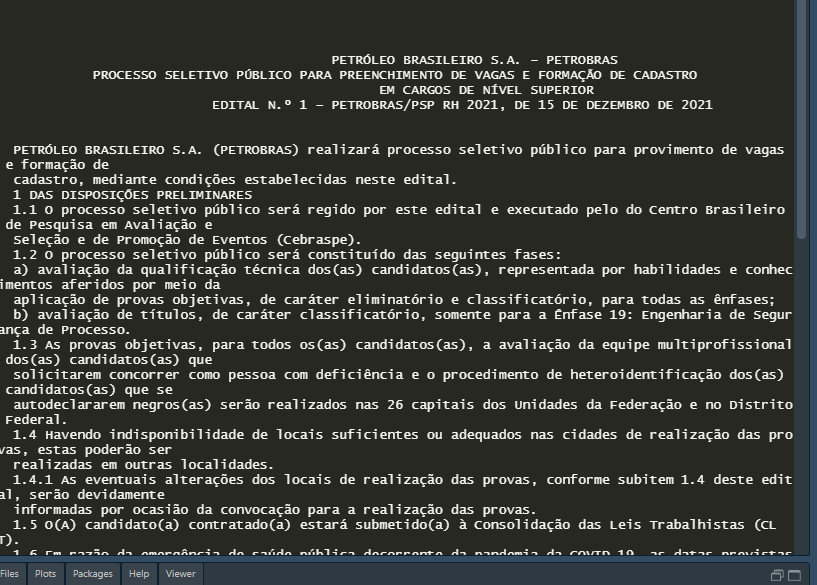 PETRÓLEO BRASILEIRO S.A. – PETROBRAS
PROCESSO SELETIVO PÚBLICO PARA PREENCHIMENTO DE VAGAS E FORMAÇÃO DE CADASTRO
EM CARGOS DE NÍVEL SUPERIOR
EDITAL N.º 1 – PETROBRAS/PSP RH 2021, DE 15 DE DEZEMBRO DE 2021
PETRÓLEO BRASILEIRO S.A. (PETROBRAS) realizará processo seletivo público para provimento de vagas
e formação de
cadastro, mediante condições estabelecidas neste edital.
1 DAS DISPOSIÇÕES PRELIMINARES
1.1 O processo seletivo público será regido por este edital e executado pelo do Centro Brasileiro
de Pesquisa em Avaliação e
Seleção e de Promoção de Eventos (Cebraspe).
1.2 O processo seletivo público será constituído das seguintes fases:
a) avaliação da qualificação técnica dos(as) candidatos(as), representada por habilidades e conhec
imentos aferidos por meio da
aplicação de provas objetivas, de caráter eliminatório e classificatório, para todas as ênfases;
b) avaliação de títulos, de caráter classificatório, somente para a Ênfase 19: Engenharia de Segur
ança de Processo.
1.3 As provas objetivas, para todos os(as) candidatos(as), a avaliação da equipe multiprofissional
dos(as) candidatos(as) que
solicitarem concorrer como pessoa com deficiência e o procedimento de heteroidentificação dos(as)
candidatos(as) que se
autodeclararem negros(as) serão realizados nas 26 capitais dos Unidades da Federação e no Distrito
Federal.
1.4 Havendo indisponibilidade de locais suficientes ou adequados nas cidades de realização das pro
vas, estas poderão ser
realizadas em outras localidades.
1.4.1 As eventuais alterações dos locais de realização das provas, conforme subitem 1.4 deste edit
al, serão devidamente
informadas por ocasião da convocação para a realização das provas.
1.5 O(A) candidato(a) contratado(a) estará submetido(a) à Consolidação das Leis Trabalhistas (CL
T).
1.6 Em razão da emergência de saúde pública decorrente da pandemia da COVID-19, as datas previstas
Files Plots Packages Help Viewer